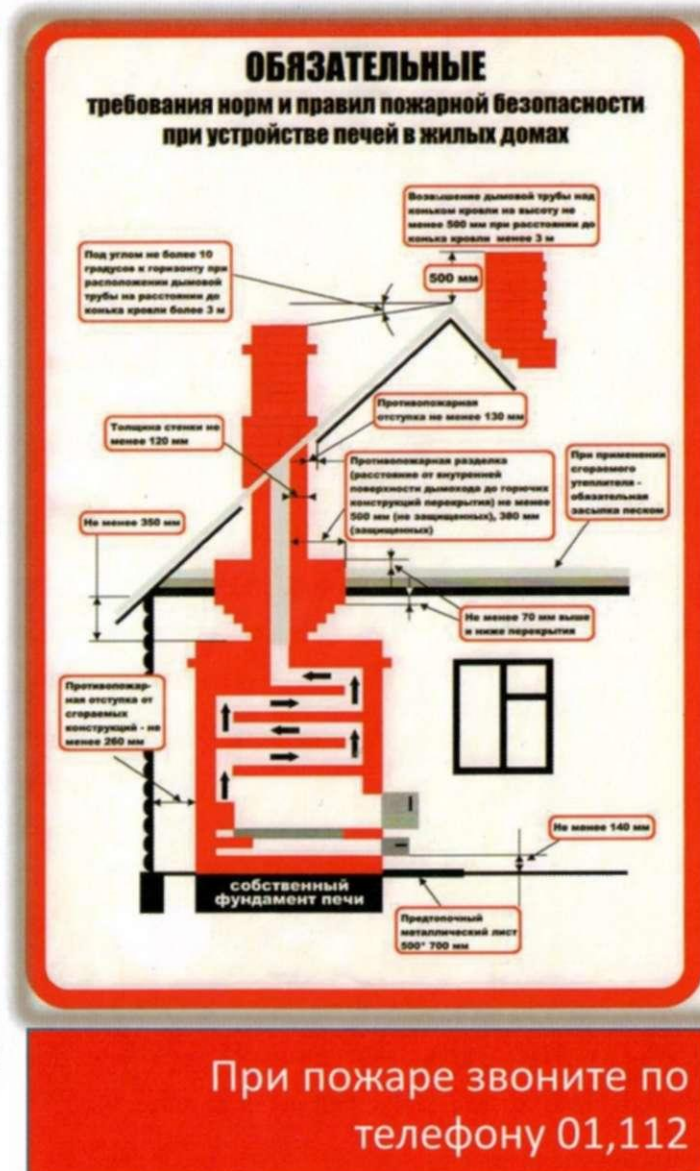 ОБЯЗАТЕЛЬНЫЕ
требования норм и правил пожарной безопасности
при устройстве печей в жилых домах
Возвышение дымовой трубы над
коньком кровли на высоту не
менее 500 мм при расстоянии до
конька кровли менее 3 м
Под углом не более 10
градусов к горизонту при
расположении дымовой
трубы на расстоянии до
конька кровли более 3 м
500 мм
Противопожарная
отступка не менее 130 мм
Толщина стенки не
менее 120 мм
Противопожарная разделка
(расстояние от внутренней
поверхности дымохода до горючих
конструкций перекрытия) не менее
500 мм (не защищенных), 380 мм
(защищенных)
При применении
сгораемого
утеплителя -
обязательная
засыпка песком
Не менее 350 мм
Не менее 70 мм выше
и ниже перекрытия
Противопожар-
ная отступка от
сгораемых
конструкций - не
менее 260 мм
Не менее 140 мм
собственный
фундамент печи
Предтопочный
металлический лист
500* 700 мм
При пожаре звоните по
телефону 01,112